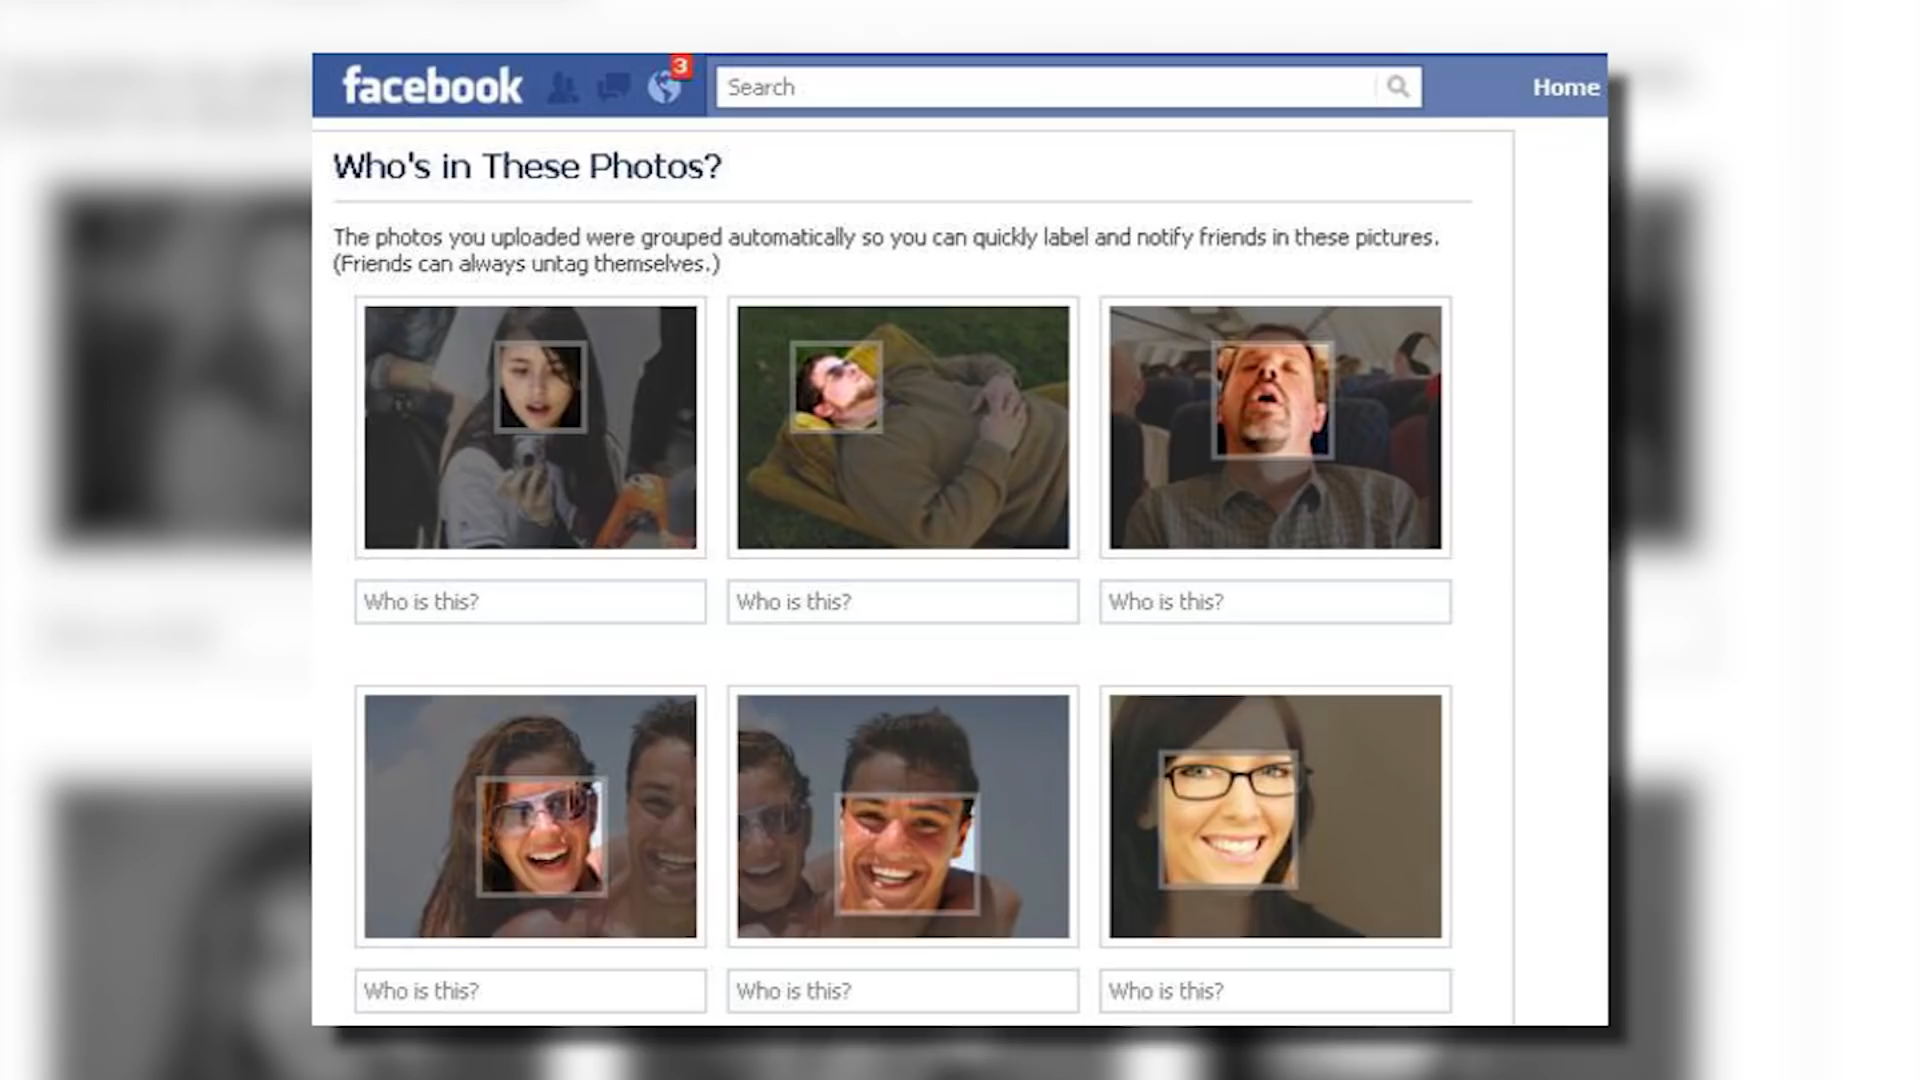 facebook
3
Search
Home
Who's in These Photos?
The photos you uploaded were grouped automatically so you can quickly label and notify friends in these pictures.
(Friends can always untag themselves.)
Who is this?
Who is this?
Who is this?
Who is this?
Who is this?
Who is this?